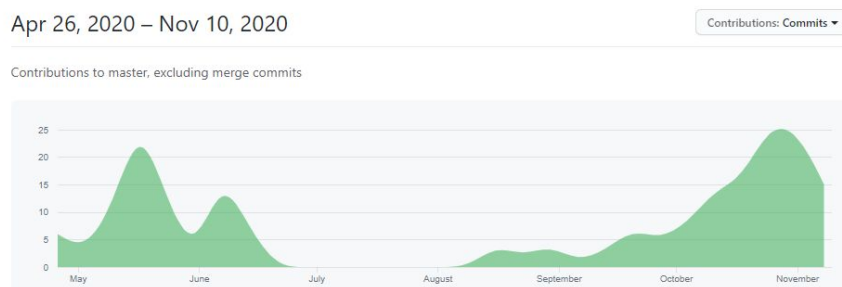 Apr 26, 2020 – Nov 10, 2020
Contributions: Commits
Contributions to master, excluding merge commits
25
20
15
10
5
0
May June July August September October November